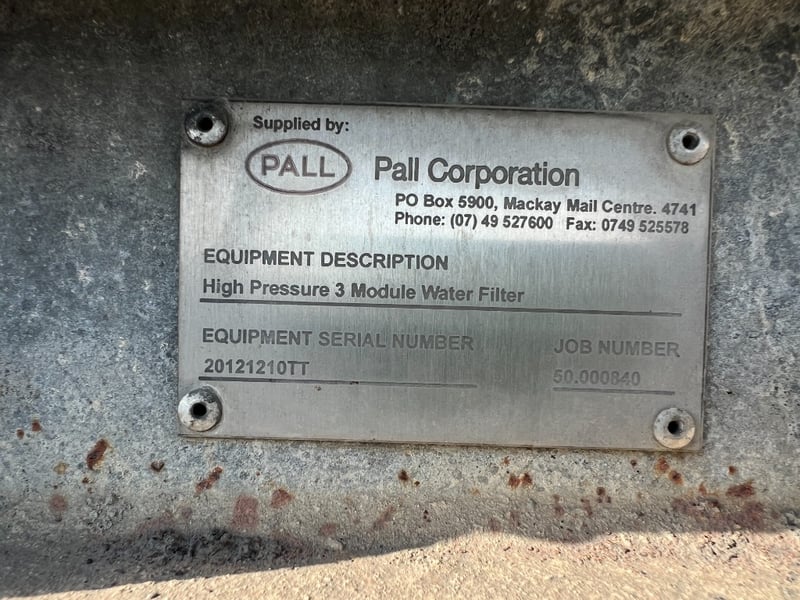 Supplied by:
PALL
Pall Corporation
PO Box 5900, Mackay Mail Centre. 4741
Phone: (07) 49 527600 Fax: 0749 525578
EQUIPMENT DESCRIPTION
High Pressure 3 Module Water Filter
EQUIPMENT SERIAL NUMBER
JOB NUMBER
20121210TT
50.000840